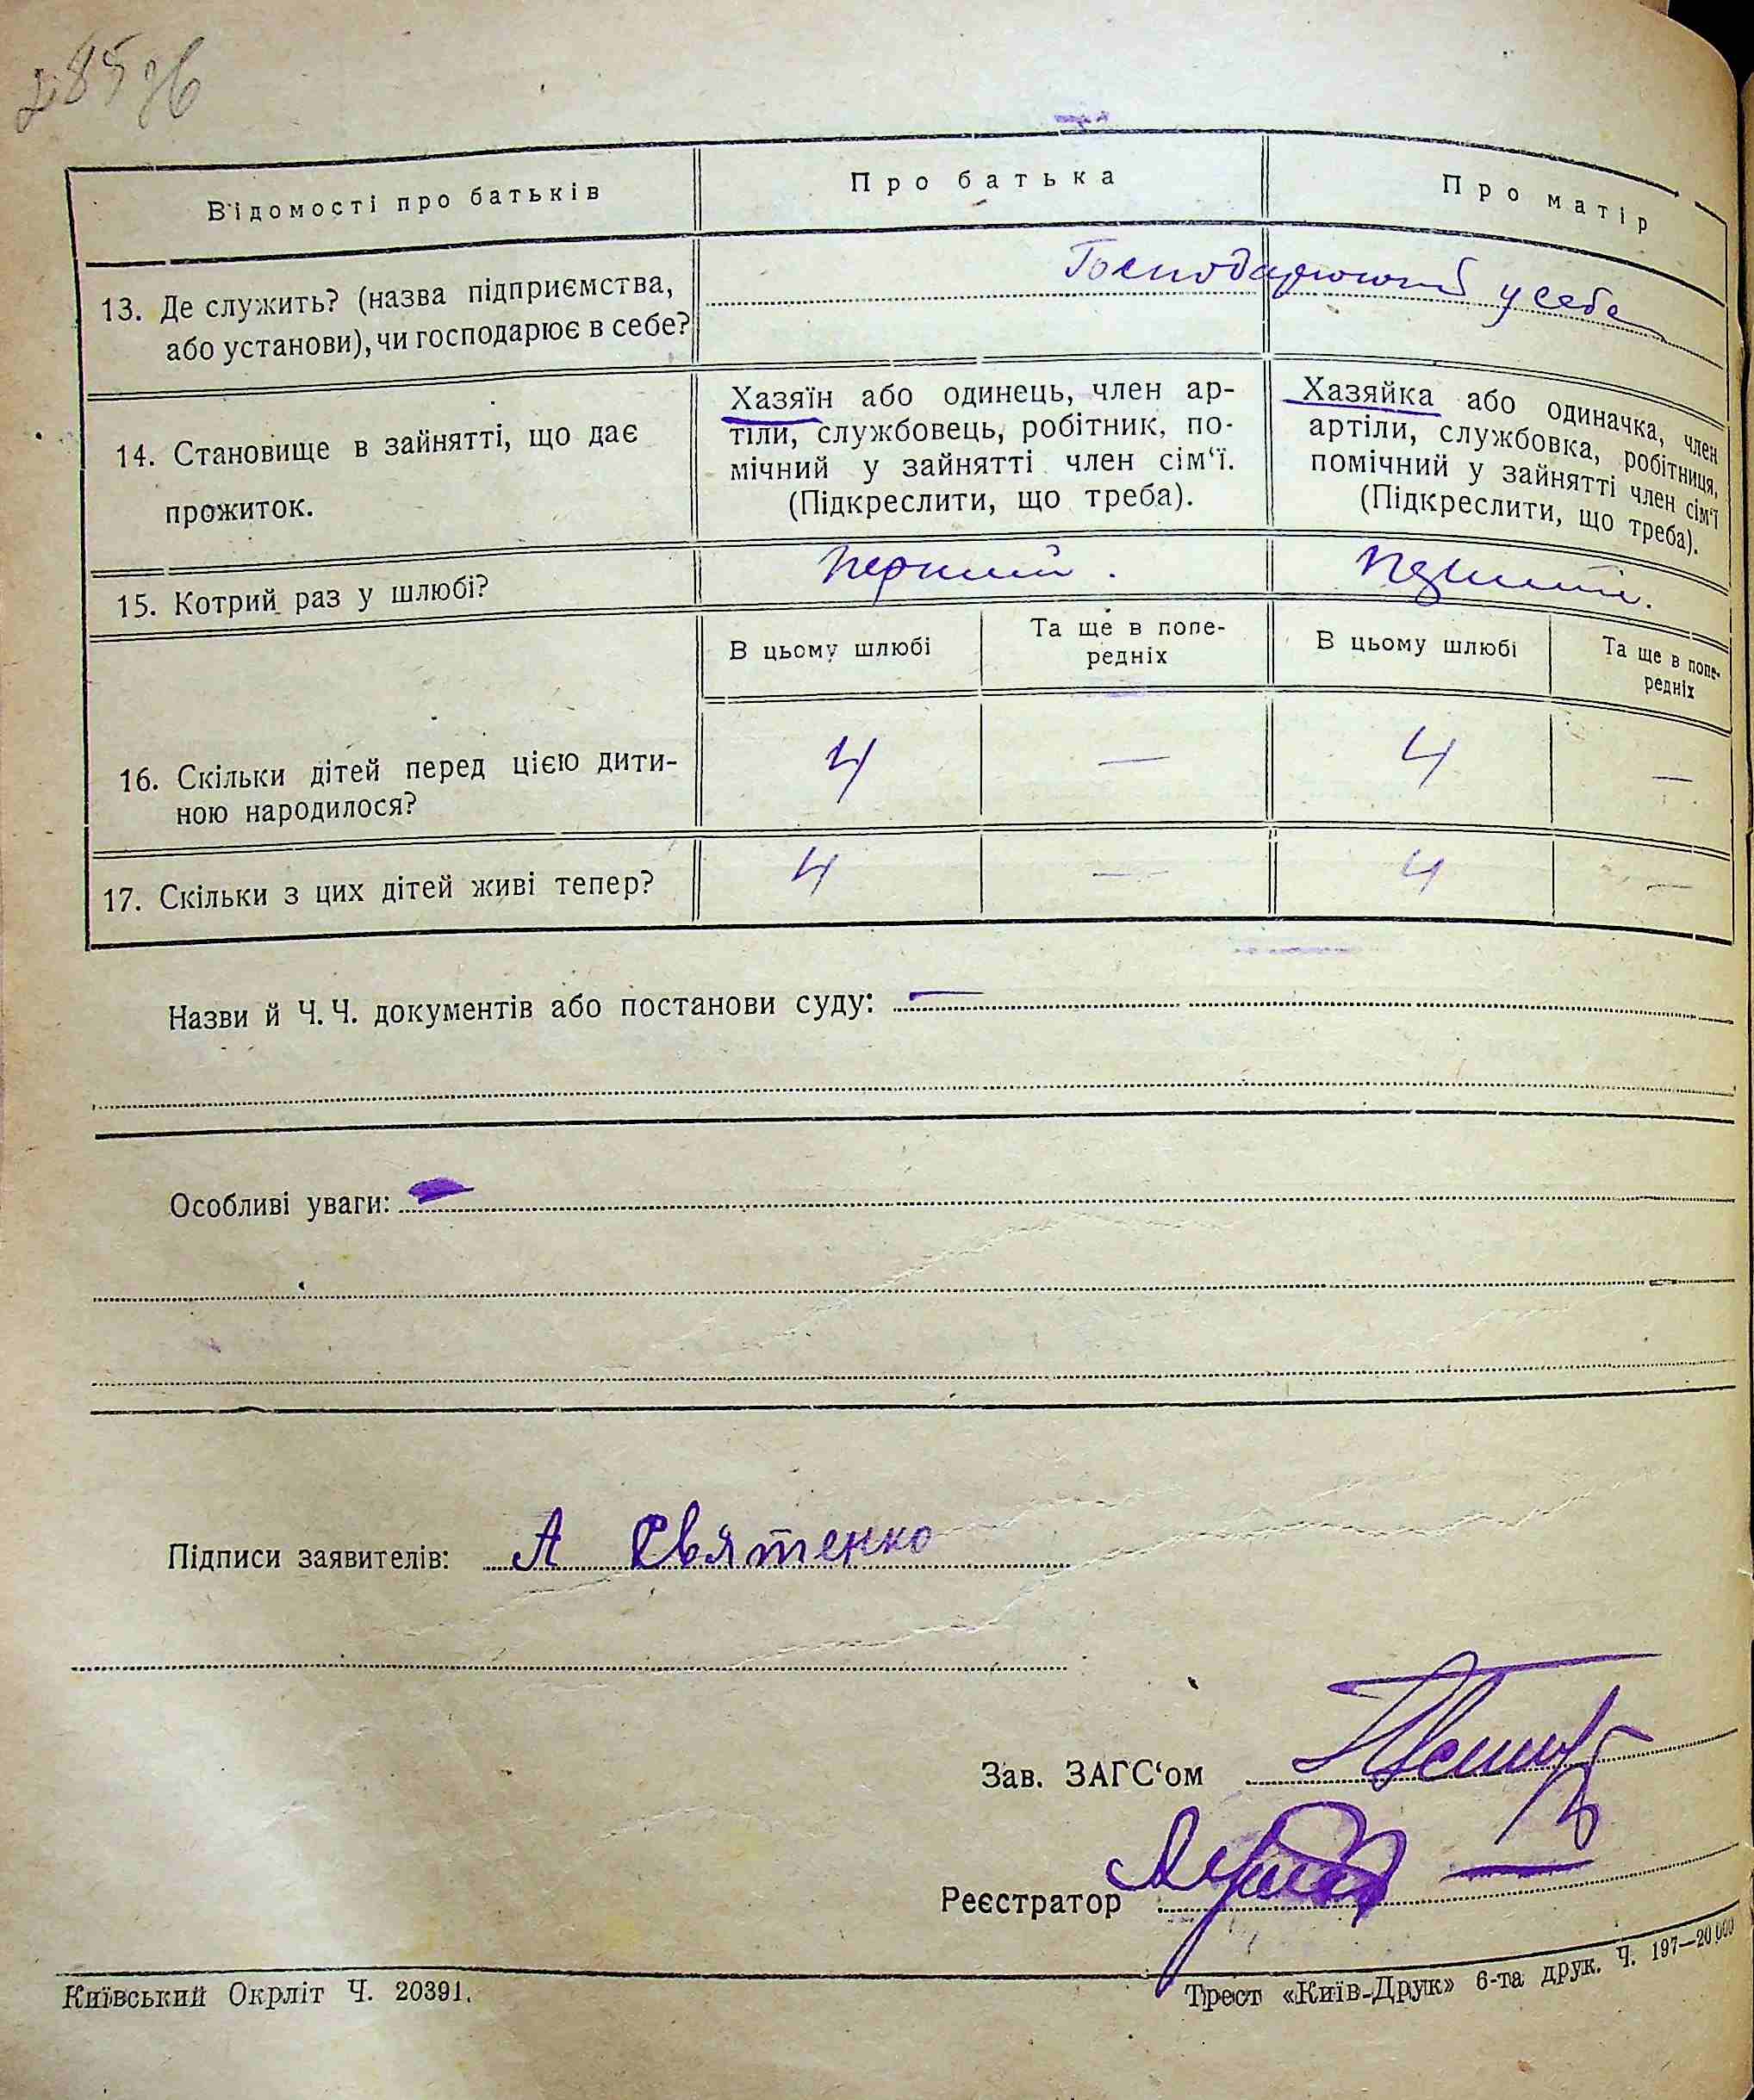 285 зв
Відомості про батьків
Про батька
Про матір
13. Де служить? (назва підприємства,
або установи), чи господарює в себе?
Господарюють у себе
14. Становище в зайнятті, що дає
прожиток.
Хазяїн або одинець, член ар-
тіли, службовець, робітник, по-
мічний у зайнятті член сім‘ї.
(Підкреслити, що треба).
Хазяйка або одиначка, член
артіли, службовка, робітниця,
помічний у зайнятті член сім‘ї
(Підкреслити, що треба).
15. Котрий раз у шлюбі?
перший.
перший.
В цьому шлюбі
Та ще в попе-
редніх
В цьому шлюбі
Та ще в попе-
редніх
16. Скільки дітей перед цією дити-
ною народилося?
4 — 4 —
17. Скільки з цих дітей живі тепер?
4 — 4 —
Назви й Ч. Ч. документів або постанови суду: —
Особливі уваги:
Підписи заявителів: А Святенко
Зав. ЗАГС‘ом
Реєстратор
Київський Окрліт Ч. 20391.
Трест «Київ-Друк» 6-та друк. Ч. 197—20 000